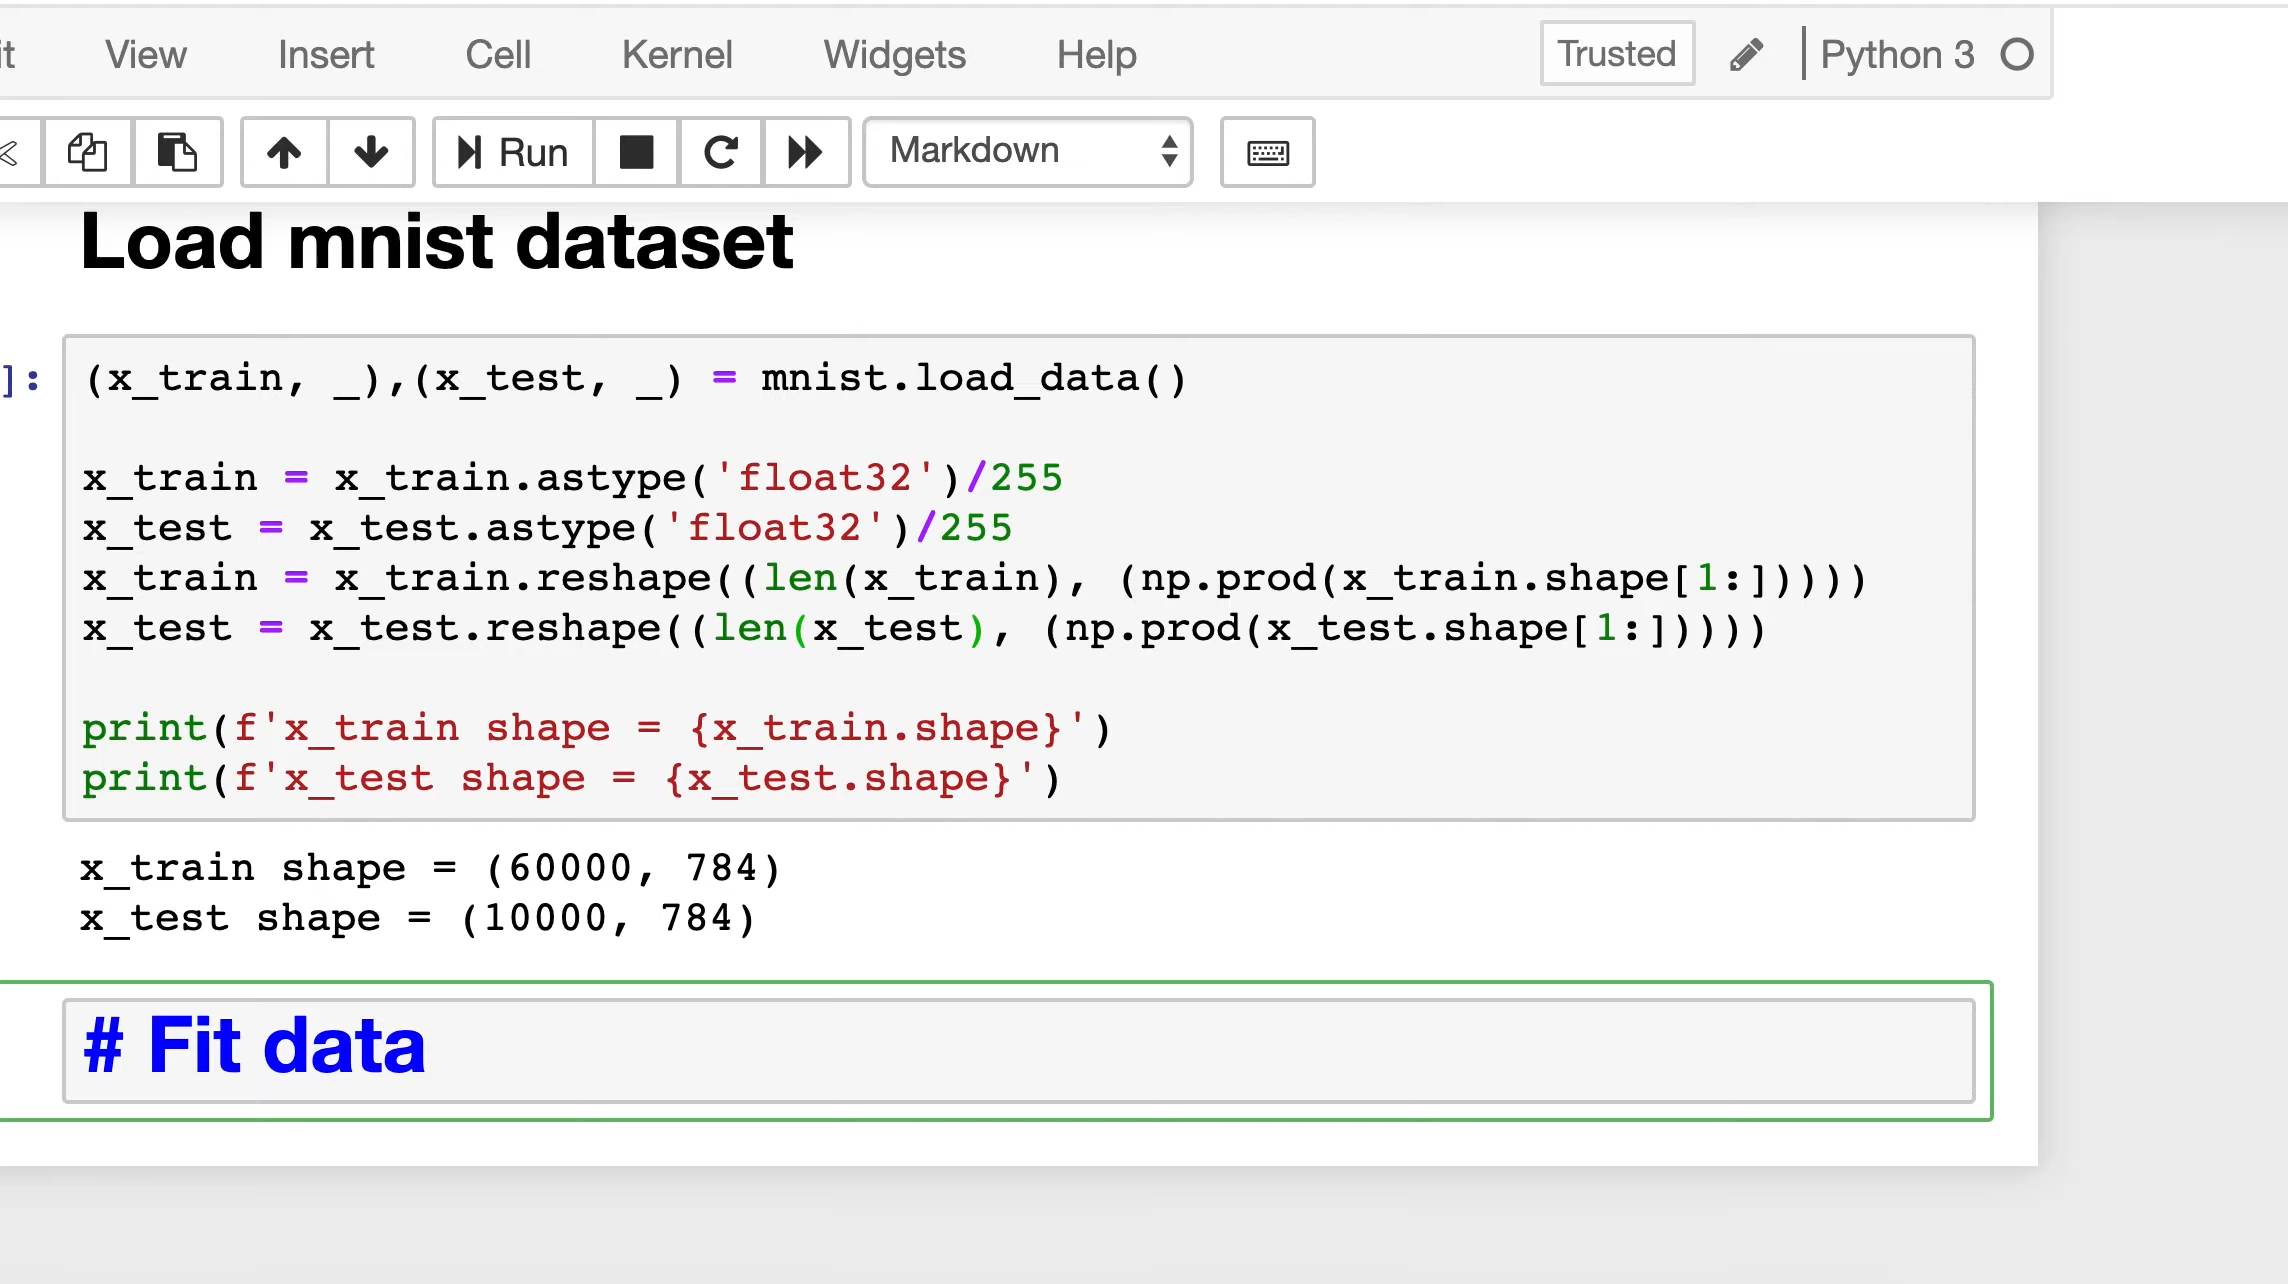 it View Insert Cell Kernel Widgets Help Trusted Python 3
Run Markdown
Load mnist dataset
]: (x_train, _),(x_test, _) = mnist.load_data()
x_train = x_train.astype('float32')/255
x_test = x_test.astype('float32')/255
x_train = x_train.reshape((len(x_train), (np.prod(x_train.shape[1:]))))
x_test = x_test.reshape((len(x_test), (np.prod(x_test.shape[1:]))))
print(f'x_train shape = {x_train.shape}')
print(f'x_test shape = {x_test.shape}')
x_train shape = (60000, 784)
x_test shape = (10000, 784)
# Fit data